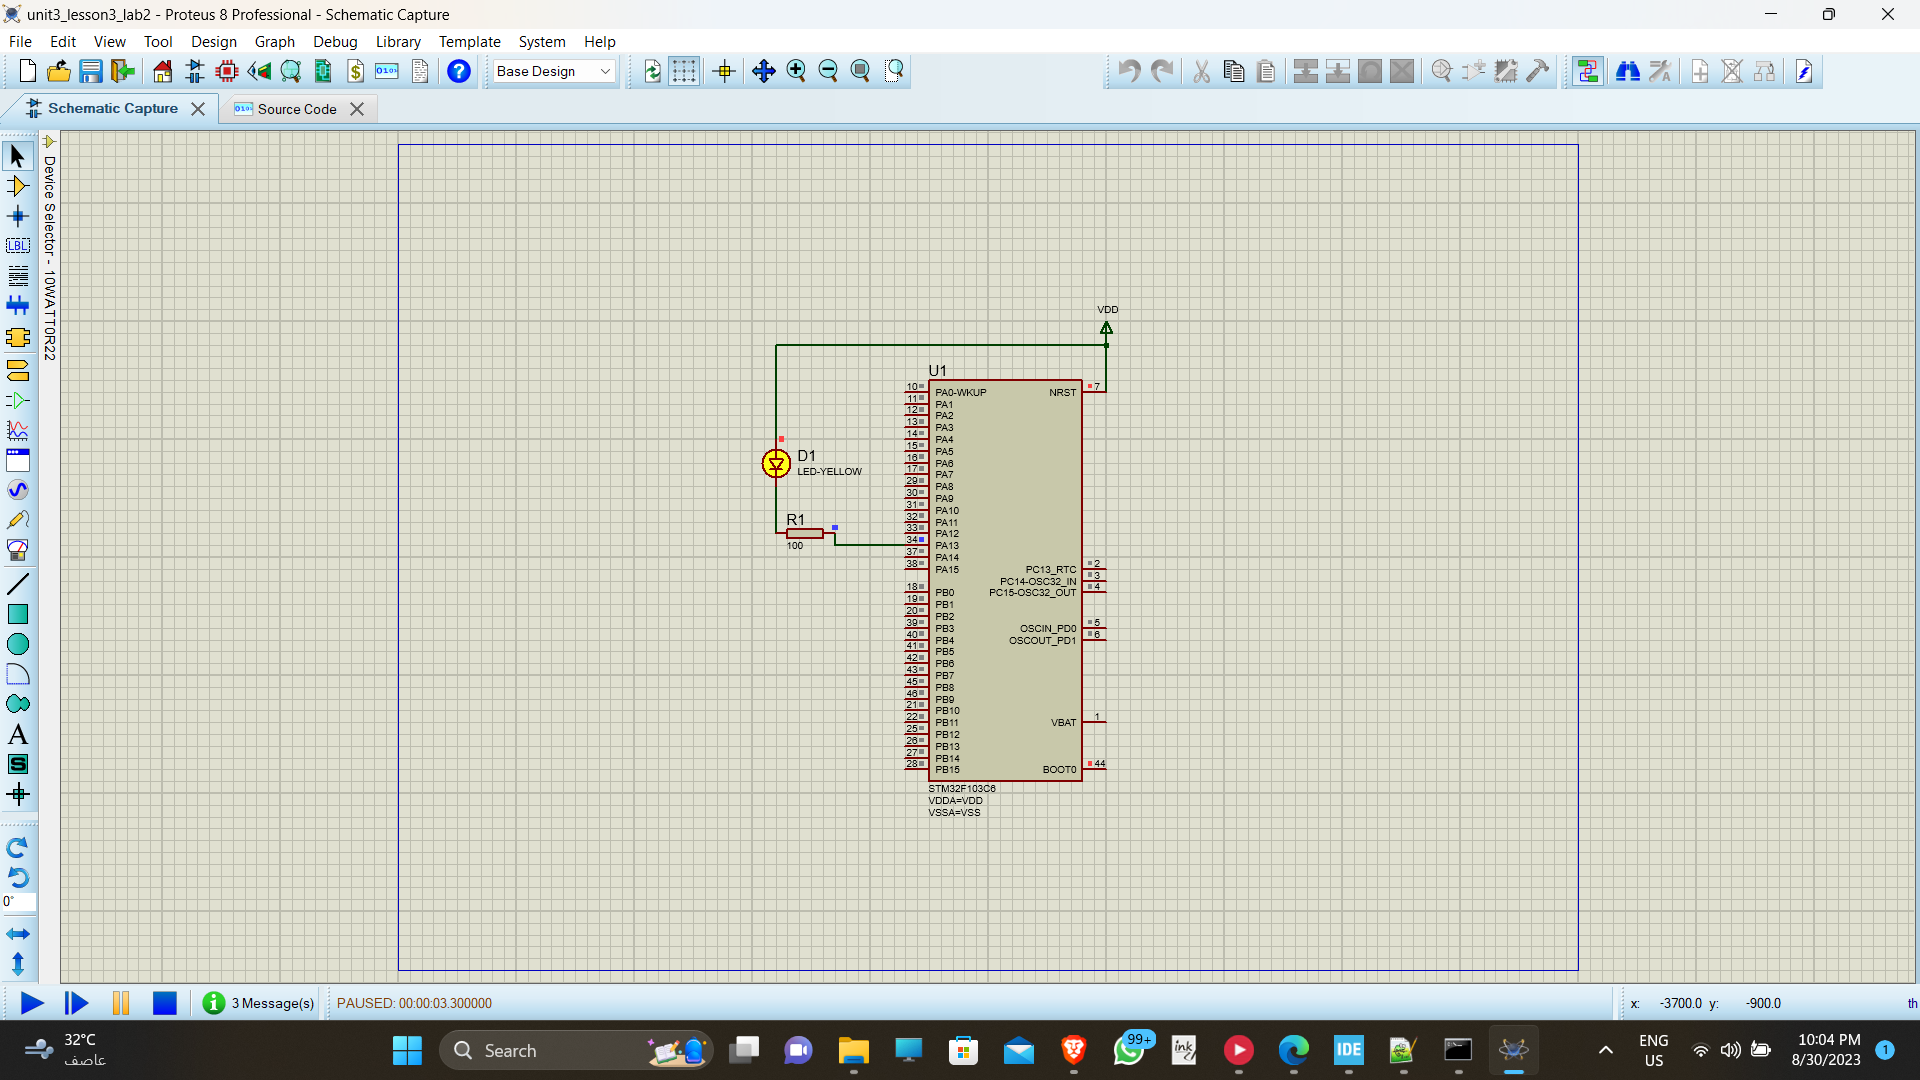 unit3_lesson3_lab2 - Proteus 8 Professional - Schematic Capture
File Edit View Tool Design Graph Debug Library Template System Help
Base Design
Schematic Capture
Source Code
Device Selector - 10WATT0R22
LBL
VDD
U1
10 PA0-WKUP
11 PA1
12 PA2
13 PA3
14 PA4
15 PA5
16 PA6
17 PA7
29 PA8
30 PA9
31 PA10
32 PA11
33 PA12
34 PA13
37 PA14
38 PA15
18 PB0
19 PB1
20 PB2
39 PB3
40 PB4
41 PB5
42 PB6
43 PB7
45 PB8
46 PB9
21 PB10
22 PB11
25 PB12
26 PB13
27 PB14
28 PB15
NRST 7
PC13_RTC 2
PC14-OSC32_IN 3
PC15-OSC32_OUT 4
OSCIN_PD0 5
OSCOUT_PD1 6
VBAT 1
BOOT0 44
STM32F103C6
VDDA=VDD
VSSA=VSS
D1
LED-YELLOW
R1
100
A
S
0°
3 Message(s)
PAUSED: 00:00:03.300000
x: -3700.0 y: -900.0 th
32°C
عاصف
Search
99+
ink
IDE
ENG
US
10:04 PM
8/30/2023
1